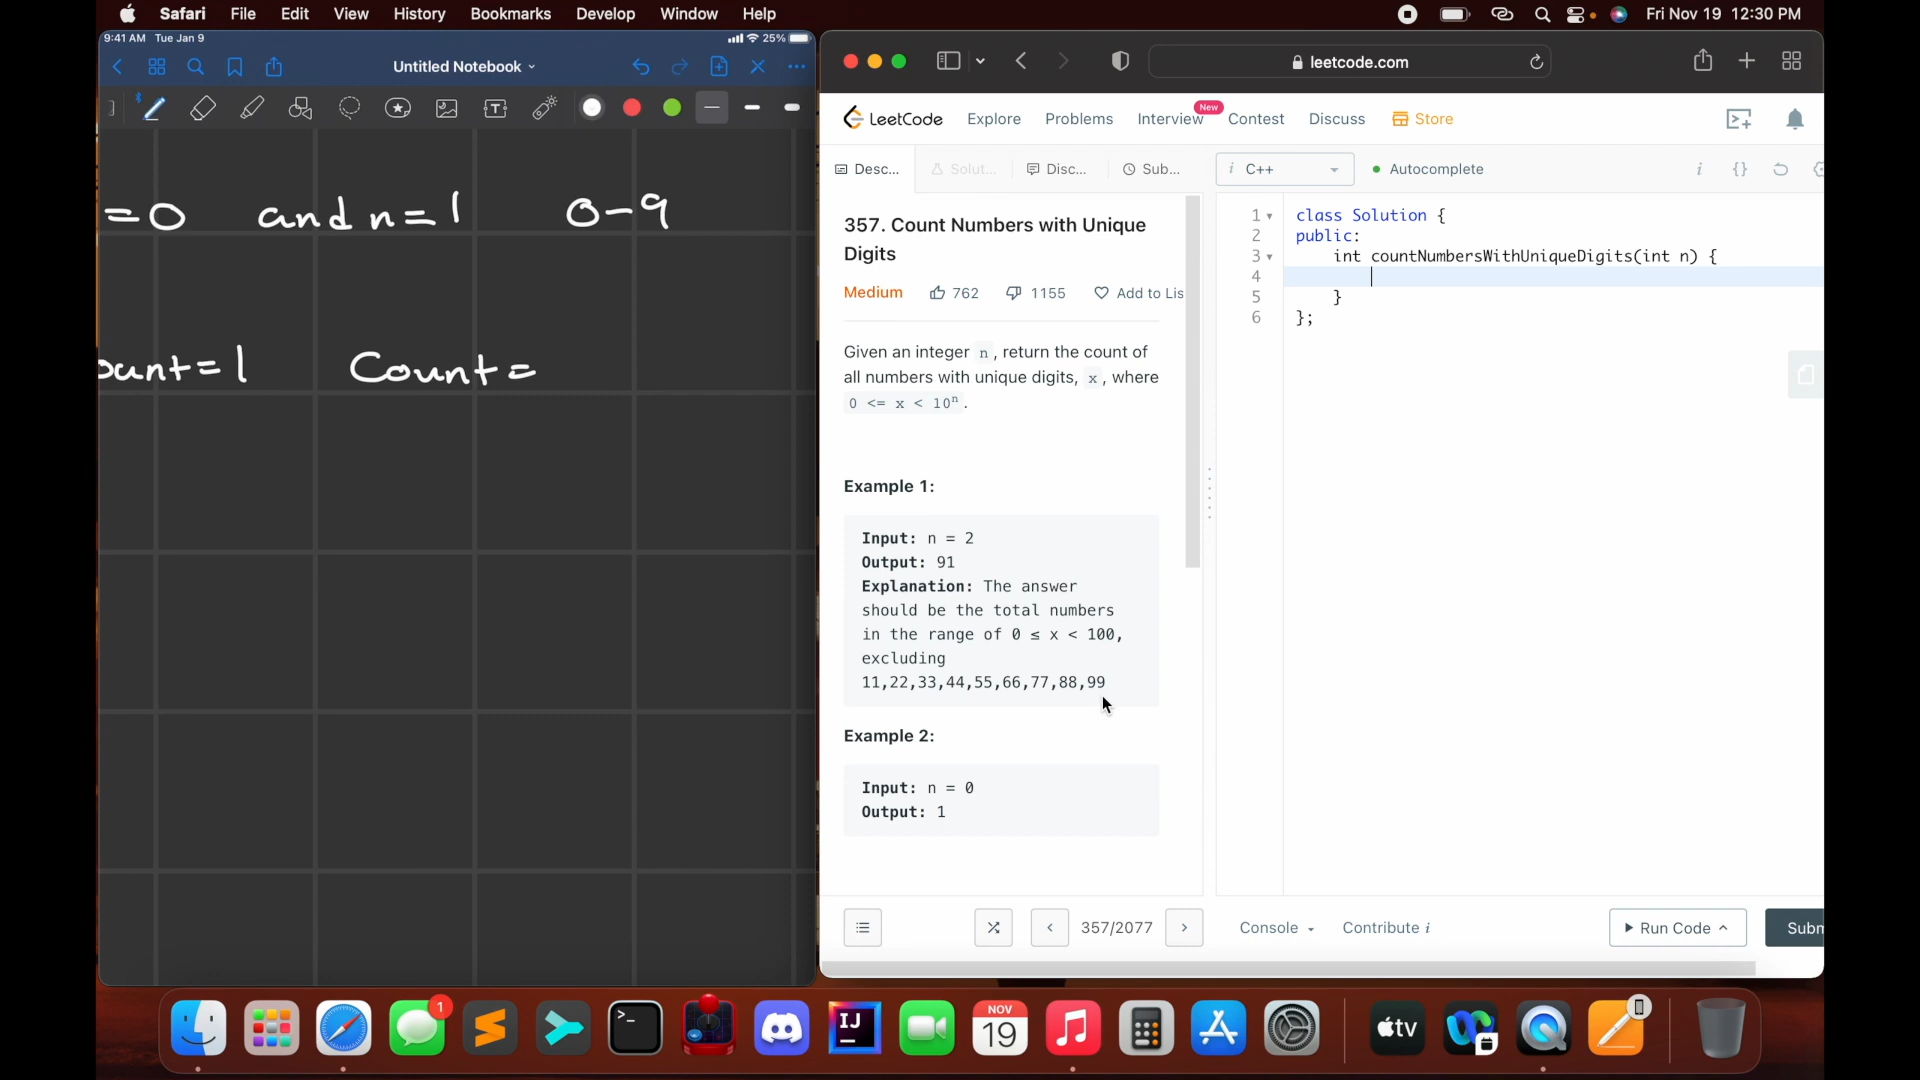 Safari File Edit View History Bookmarks Develop Window Help
Fri Nov 19 12:30 PM
9:41 AM Tue Jan 9
25%
Untitled Notebook
=0 and n=1 0-9
ount=1 Count=
leetcode.com
LeetCode Explore Problems Interview New Contest Discuss Store
Desc... Solut... Disc... Sub...
i C++ Autocomplete
357. Count Numbers with Unique
Digits
Medium 762 1155 Add to Lis
Given an integer n, return the count of
all numbers with unique digits, x, where
0 <= x < 10ⁿ.
Example 1:
Input: n = 2
Output: 91
Explanation: The answer
should be the total numbers
in the range of 0 ≤ x < 100,
excluding
11,22,33,44,55,66,77,88,99
Example 2:
Input: n = 0
Output: 1
1 class Solution {
2 public:
3 int countNumbersWithUniqueDigits(int n) {
4
5 }
6 };
357/2077
Console Contribute i
Run Code Subm
1
IJ
NOV
19
tv